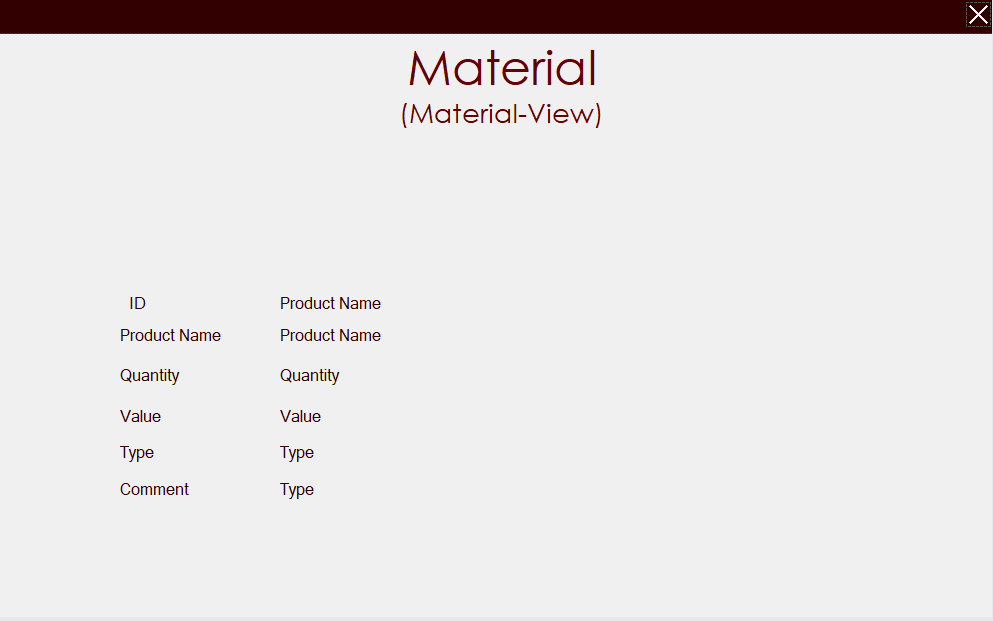 Material
(Material-View)
ID Product Name
Product Name Product Name
Quantity Quantity
Value Value
Type Type
Comment Type